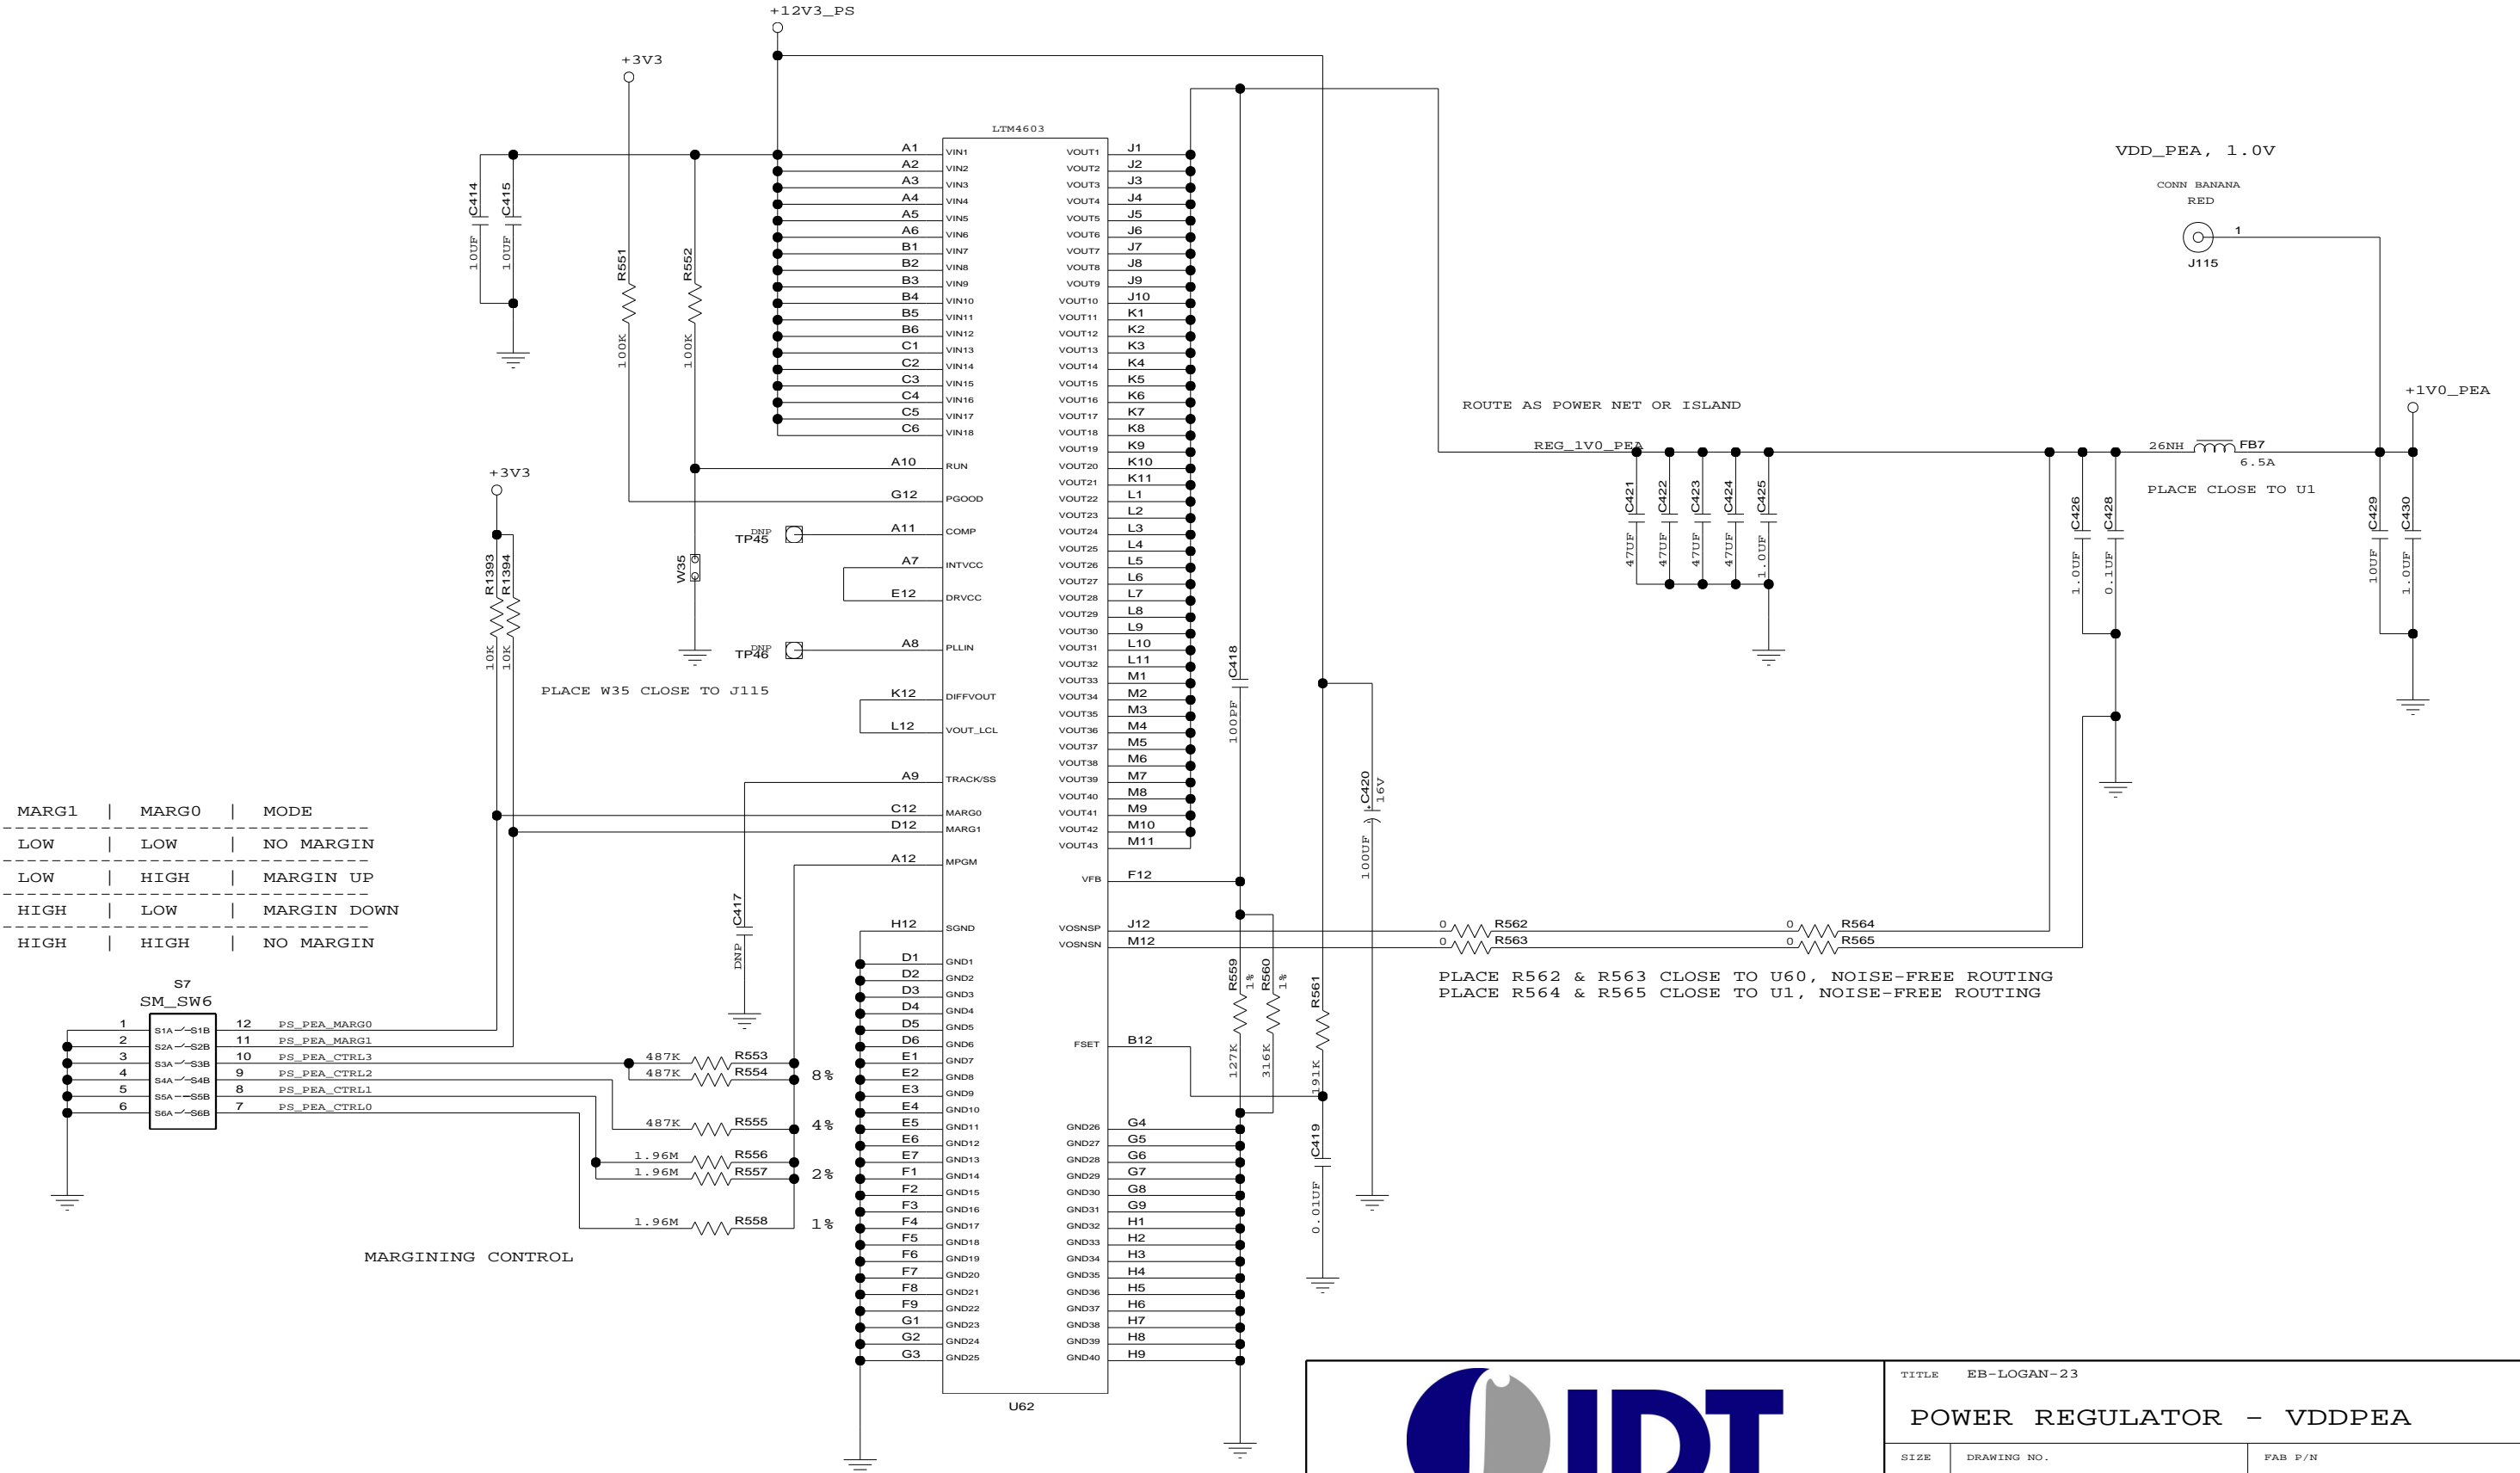 +12V3_PS
+3V3
LTM4603
A1 VIN1 VOUT1 J1
A2 VIN2 VOUT2 J2
A3 VIN3 VOUT3 J3
A4 VIN4 VOUT4 J4
A5 VIN5 VOUT5 J5
A6 VIN6 VOUT6 J6
B1 VIN7 VOUT7 J7
B2 VIN8 VOUT8 J8
B3 VIN9 VOUT9 J9
B4 VIN10 VOUT10 J10
B5 VIN11 VOUT11 K1
B6 VIN12 VOUT12 K2
C1 VIN13 VOUT13 K3
C2 VIN14 VOUT14 K4
C3 VIN15 VOUT15 K5
C4 VIN16 VOUT16 K6
C5 VIN17 VOUT17 K7
C6 VIN18 VOUT18 K8
VOUT19 K9
A10 RUN VOUT20 K10
VOUT21 K11
G12 PGOOD VOUT22 L1
VOUT23 L2
A11 COMP VOUT24 L3
VOUT25 L4
A7 INTVCC VOUT26 L5
VOUT27 L6
E12 DRVCC VOUT28 L7
VOUT29 L8
VOUT30 L9
A8 PLLIN VOUT31 L10
VOUT32 L11
VOUT33 M1
K12 DIFFVOUT VOUT34 M2
VOUT35 M3
L12 VOUT_LCL VOUT36 M4
VOUT37 M5
VOUT38 M6
A9 TRACK/SS VOUT39 M7
VOUT40 M8
C12 MARG0 VOUT41 M9
D12 MARG1 VOUT42 M10
VOUT43 M11
A12 MPGM
VFB F12
H12 SGND VOSNSP J12
VOSNSN M12
D1 GND1
D2 GND2
D3 GND3
D4 GND4
D5 GND5
D6 GND6 FSET B12
E1 GND7
E2 GND8
E3 GND9
E4 GND10
E5 GND11 GND26 G4
E6 GND12 GND27 G5
E7 GND13 GND28 G6
F1 GND14 GND29 G7
F2 GND15 GND30 G8
F3 GND16 GND31 G9
F4 GND17 GND32 H1
F5 GND18 GND33 H2
F6 GND19 GND34 H3
F7 GND20 GND35 H4
F8 GND21 GND36 H5
F9 GND22 GND37 H6
G1 GND23 GND38 H7
G2 GND24 GND39 H8
G3 GND25 GND40 H9
U62
C414 10UF
C415 10UF
R551 100K
R552 100K
+3V3
R1393 10K
R1394 10K
W35
DNP
TP45
DNP
TP46
PLACE W35 CLOSE TO J115
C417 DNP
MARG1 | MARG0 | MODE
LOW | LOW | NO MARGIN
LOW | HIGH | MARGIN UP
HIGH | LOW | MARGIN DOWN
HIGH | HIGH | NO MARGIN
S7
SM_SW6
1 S1A S1B 12 PS_PEA_MARG0
2 S2A S2B 11 PS_PEA_MARG1
3 S3A S3B 10 PS_PEA_CTRL3
4 S4A S4B 9 PS_PEA_CTRL2
5 S5A S5B 8 PS_PEA_CTRL1
6 S6A S6B 7 PS_PEA_CTRL0
487K R553
487K R554 8%
487K R555 4%
1.96M R556
1.96M R557 2%
1.96M R558 1%
MARGINING CONTROL
C418 100PF
C420 16V 100UF
R559 1% 127K
R560 1% 316K
R561 191K
C419 0.01UF
0 R562 0 R564
0 R563 0 R565
PLACE R562 & R563 CLOSE TO U60, NOISE-FREE ROUTING
PLACE R564 & R565 CLOSE TO U1, NOISE-FREE ROUTING
VDD_PEA, 1.0V
CONN BANANA
RED
1
J115
+1V0_PEA
ROUTE AS POWER NET OR ISLAND
REG_1V0_PEA
26NH FB7
6.5A
PLACE CLOSE TO U1
C421 47UF
C422 47UF
C423 47UF
C424 47UF
C425 1.0UF
C426 1.0UF
C428 0.1UF
C429 10UF
C430 1.0UF
IDT
TITLE EB-LOGAN-23
POWER REGULATOR - VDDPEA
SIZE DRAWING NO. FAB P/N